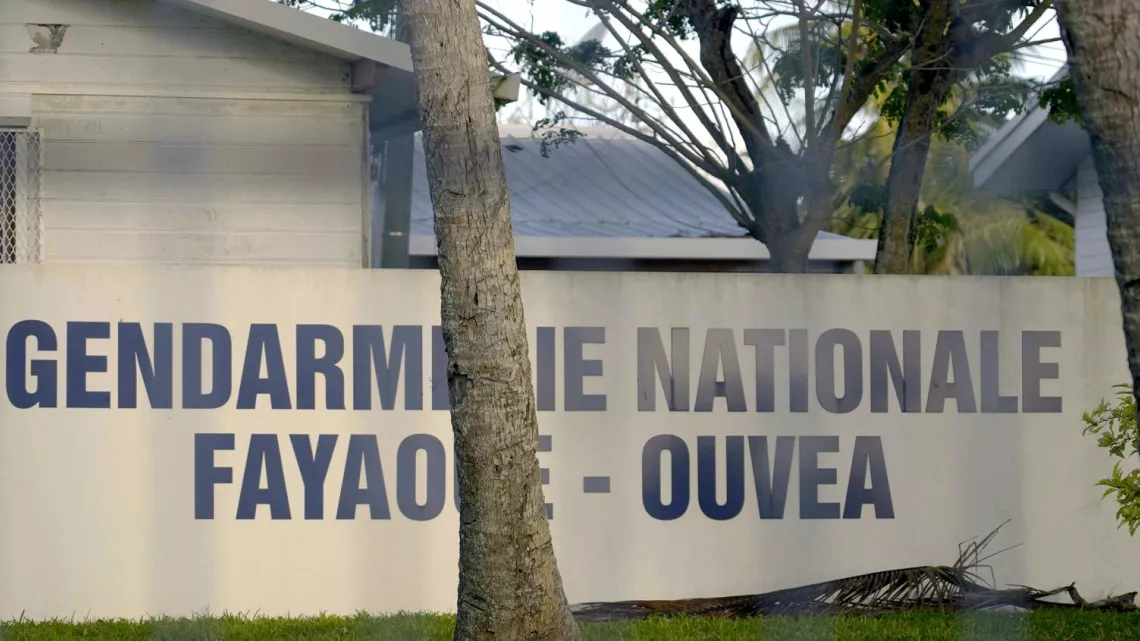 GENDARMERIE NATIONALE
FAYAOUE - OUVEA